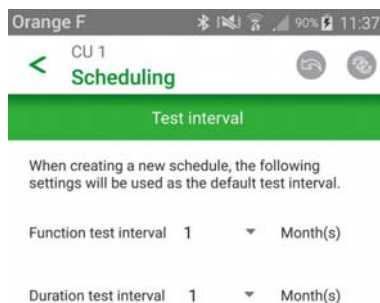 Orange F 90% 11:37
CU 1
Scheduling
Test interval
When creating a new schedule, the following
settings will be used as the default test interval.
Function test interval 1 Month(s)
Duration test interval 1 Month(s)